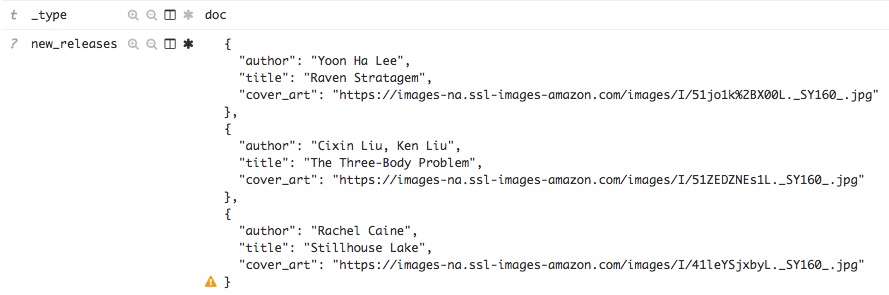 t _type doc
? new_releases {
"author": "Yoon Ha Lee",
"title": "Raven Stratagem",
"cover_art": "https://images-na.ssl-images-amazon.com/images/I/51jo1k%2BX00L._SY160_.jpg"
},
{
"author": "Cixin Liu, Ken Liu",
"title": "The Three-Body Problem",
"cover_art": "https://images-na.ssl-images-amazon.com/images/I/51ZEDZNEs1L._SY160_.jpg"
},
{
"author": "Rachel Caine",
"title": "Stillhouse Lake",
"cover_art": "https://images-na.ssl-images-amazon.com/images/I/41leYSjxbyL._SY160_.jpg"
}